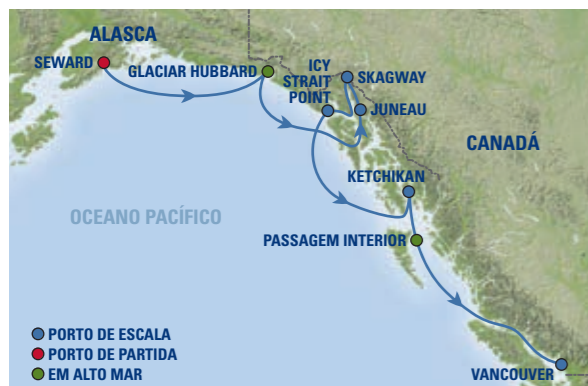 ALASCA
SEWARD
GLACIAR HUBBARD
ICY
STRAIT
POINT
SKAGWAY
JUNEAU
CANADÁ
KETCHIKAN
OCEANO PACÍFICO
PASSAGEM INTERIOR
PORTO DE ESCALA
PORTO DE PARTIDA
EM ALTO MAR
VANCOUVER